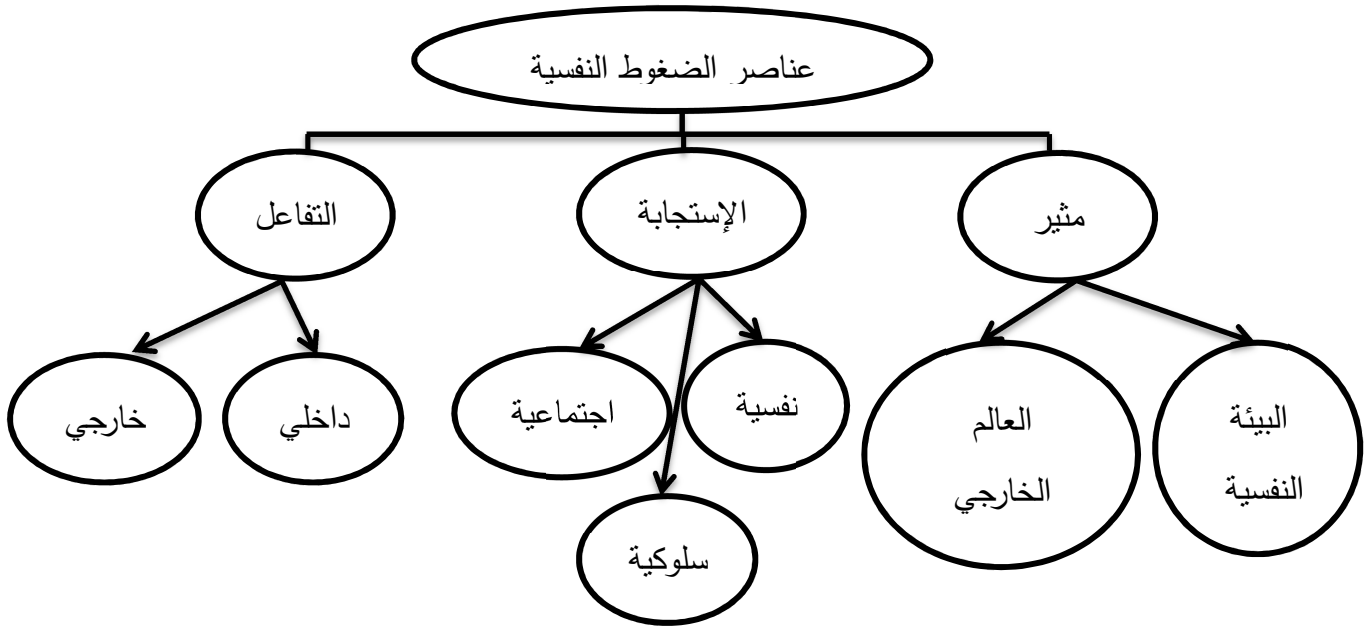 عناصر الضغوط النفسية
مثير
الإستجابة
التفاعل
البيئة
النفسية
العالم
الخارجي
نفسية
اجتماعية
سلوكية
داخلي
خارجي